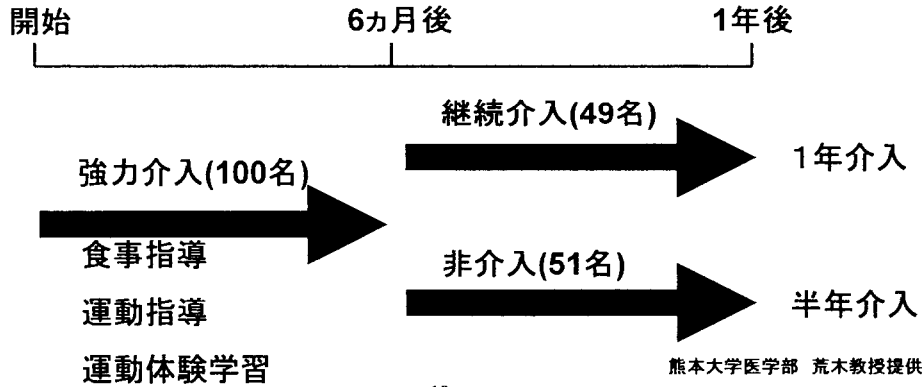 開始 6ヵ月後 1年後
継続介入(49名)
1年介入
強力介入(100名)
食事指導
非介入(51名)
運動指導
半年介入
運動体験学習
熊本大学医学部 荒木教授提供